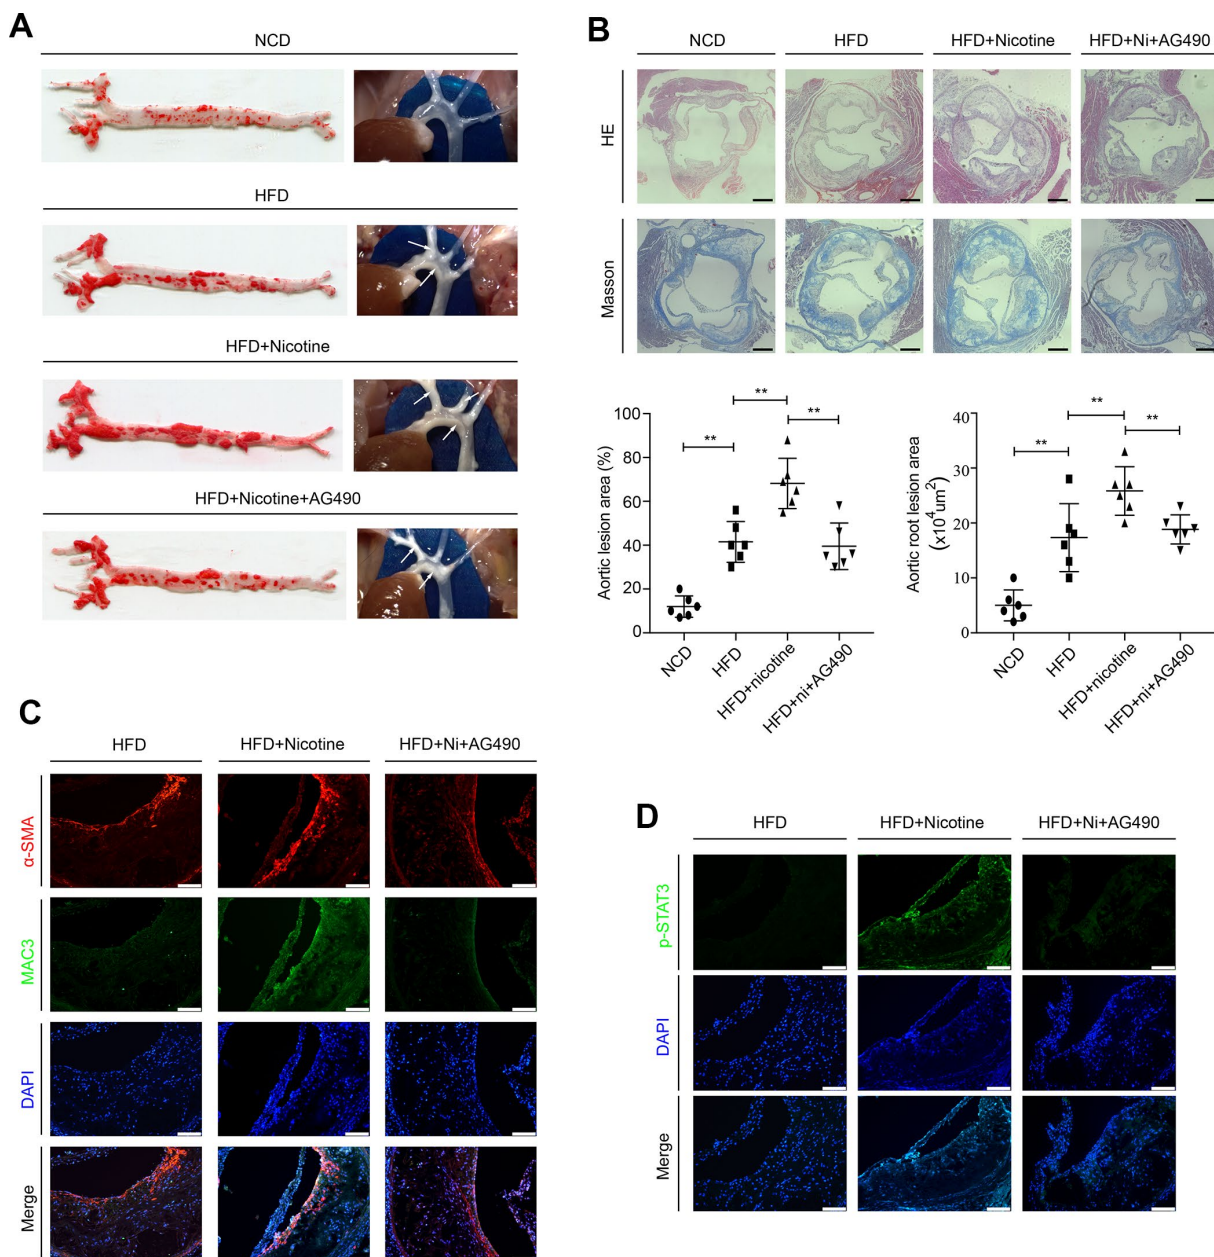 A
NCD
HFD
HFD+Nicotine
HFD+Nicotine+AG490
B
NCD HFD HFD+Nicotine HFD+Ni+AG490
HE
Masson
Aortic lesion area (%)
100
80
60
40
20
0
**
**
**
NCD
HFD
HFD+nicotine
HFD+ni+AG490
Aortic root lesion area
(x10⁴um²)
40
30
20
10
0
**
**
**
NCD
HFD
HFD+nicotine
HFD+ni+AG490
C
HFD HFD+Nicotine HFD+Ni+AG490
α-SMA
MAC3
DAPI
Merge
D
HFD HFD+Nicotine HFD+Ni+AG490
p-STAT3
DAPI
Merge